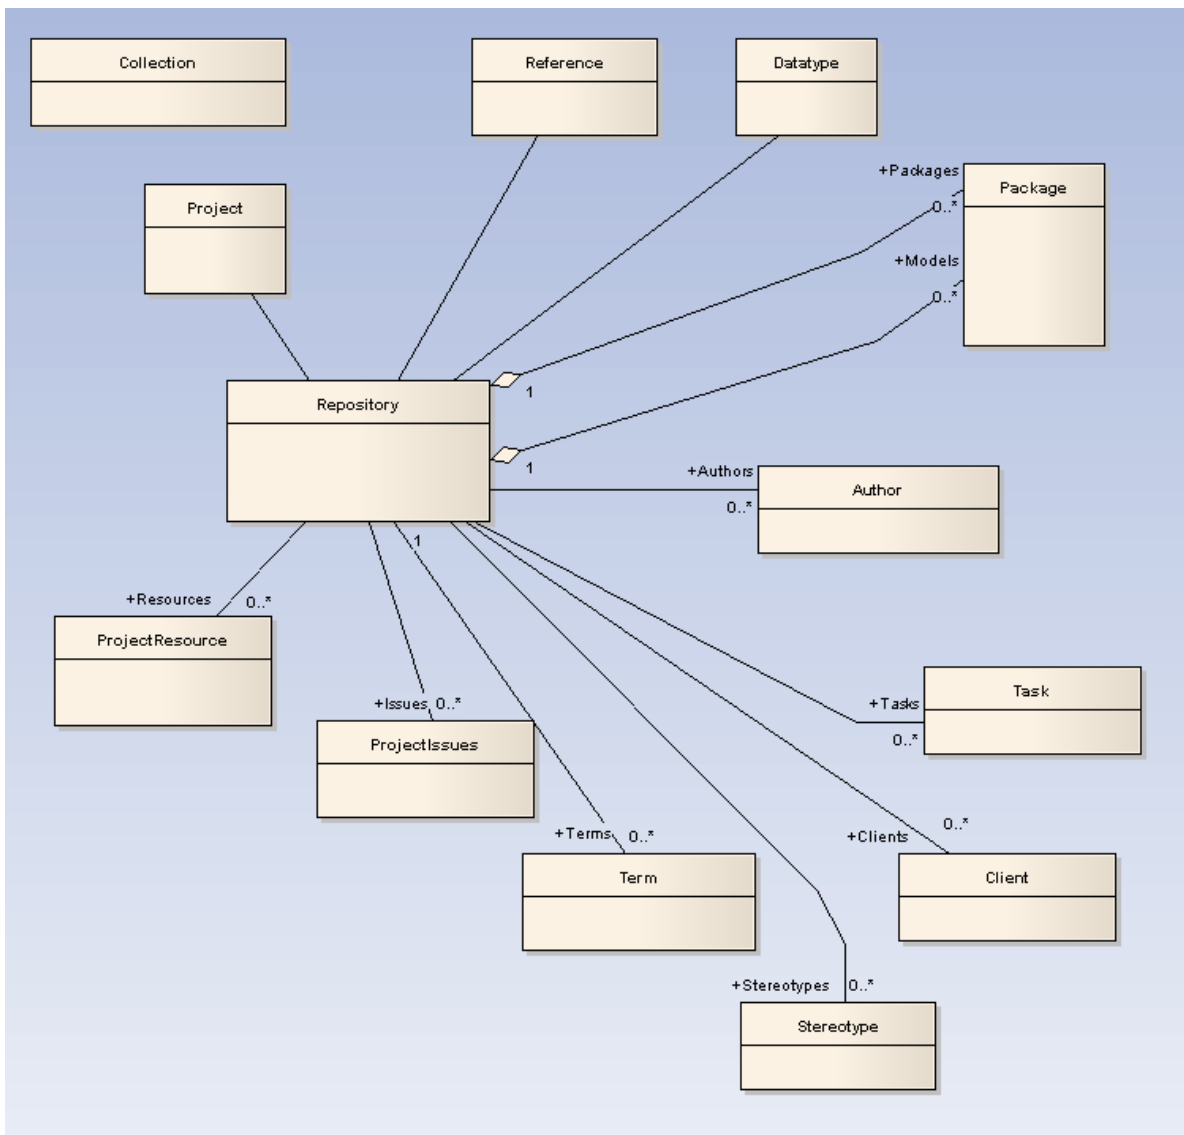 Collection
Reference
Datatype
+Packages
Package
0..*
Project
+Models
0..*
Repository
1
1
+Authors
Author
0..*
1
+Resources
0..*
ProjectResource
+Issues
0..*
ProjectIssues
+Tasks
Task
0..*
+Terms
0..*
Term
0..*
+Clients
Client
+Stereotypes
0..*
Stereotype